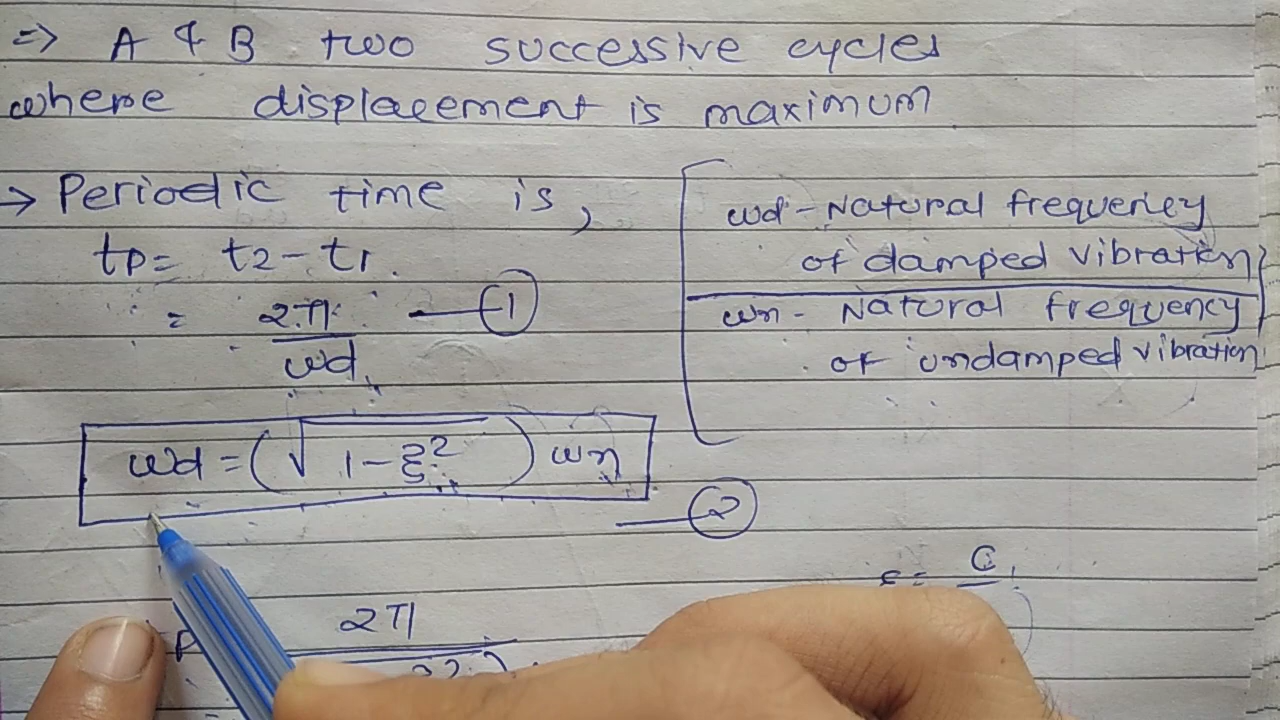 => A & B two successive cycles
where displacement is maximum
→ Periodic time is,
tp = t2 - t1.
= 2π / ωd — (1)
ωd - Natural frequency
of damped vibration
ωn - Natural frequency
of undamped vibration
ωd = (√1-ξ²) ωn
— (2)
ξ = C
2π